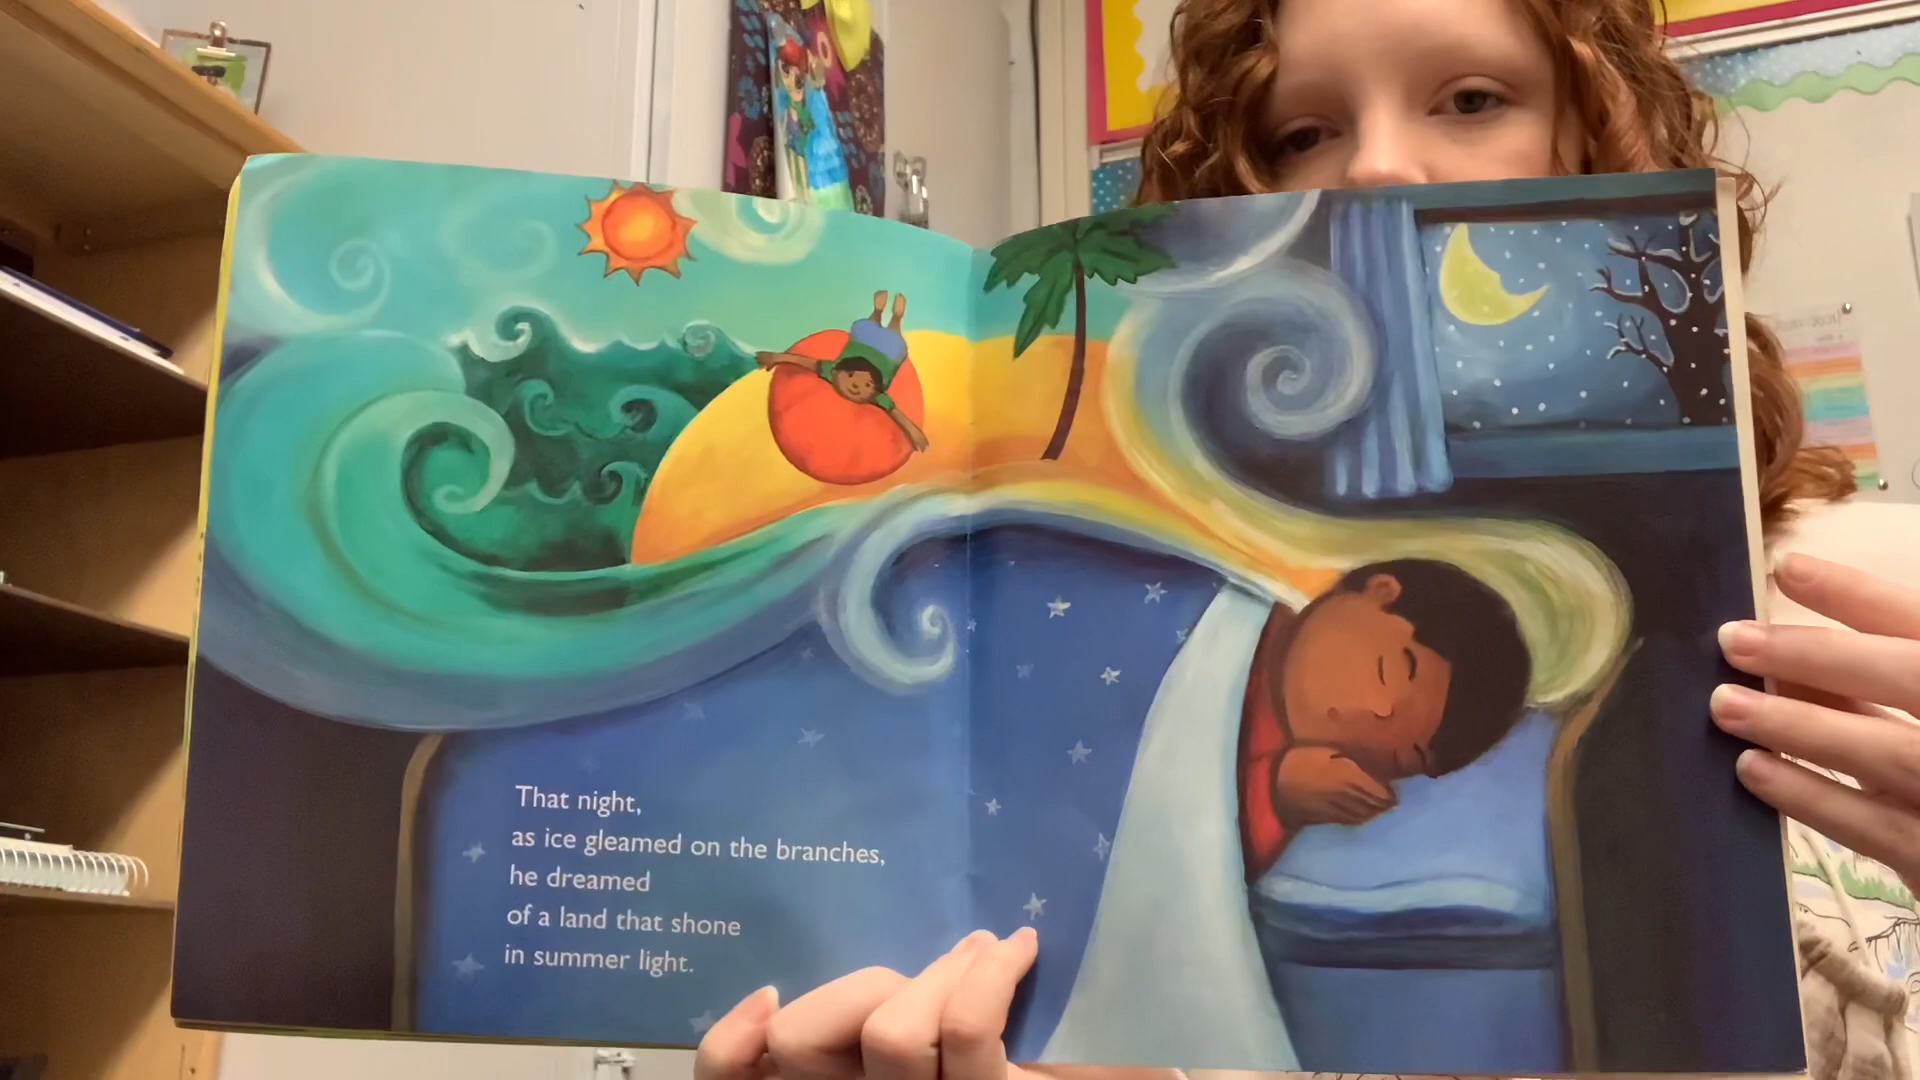 That night,
as ice gleamed on the branches,
he dreamed
of a land that shone
in summer light.